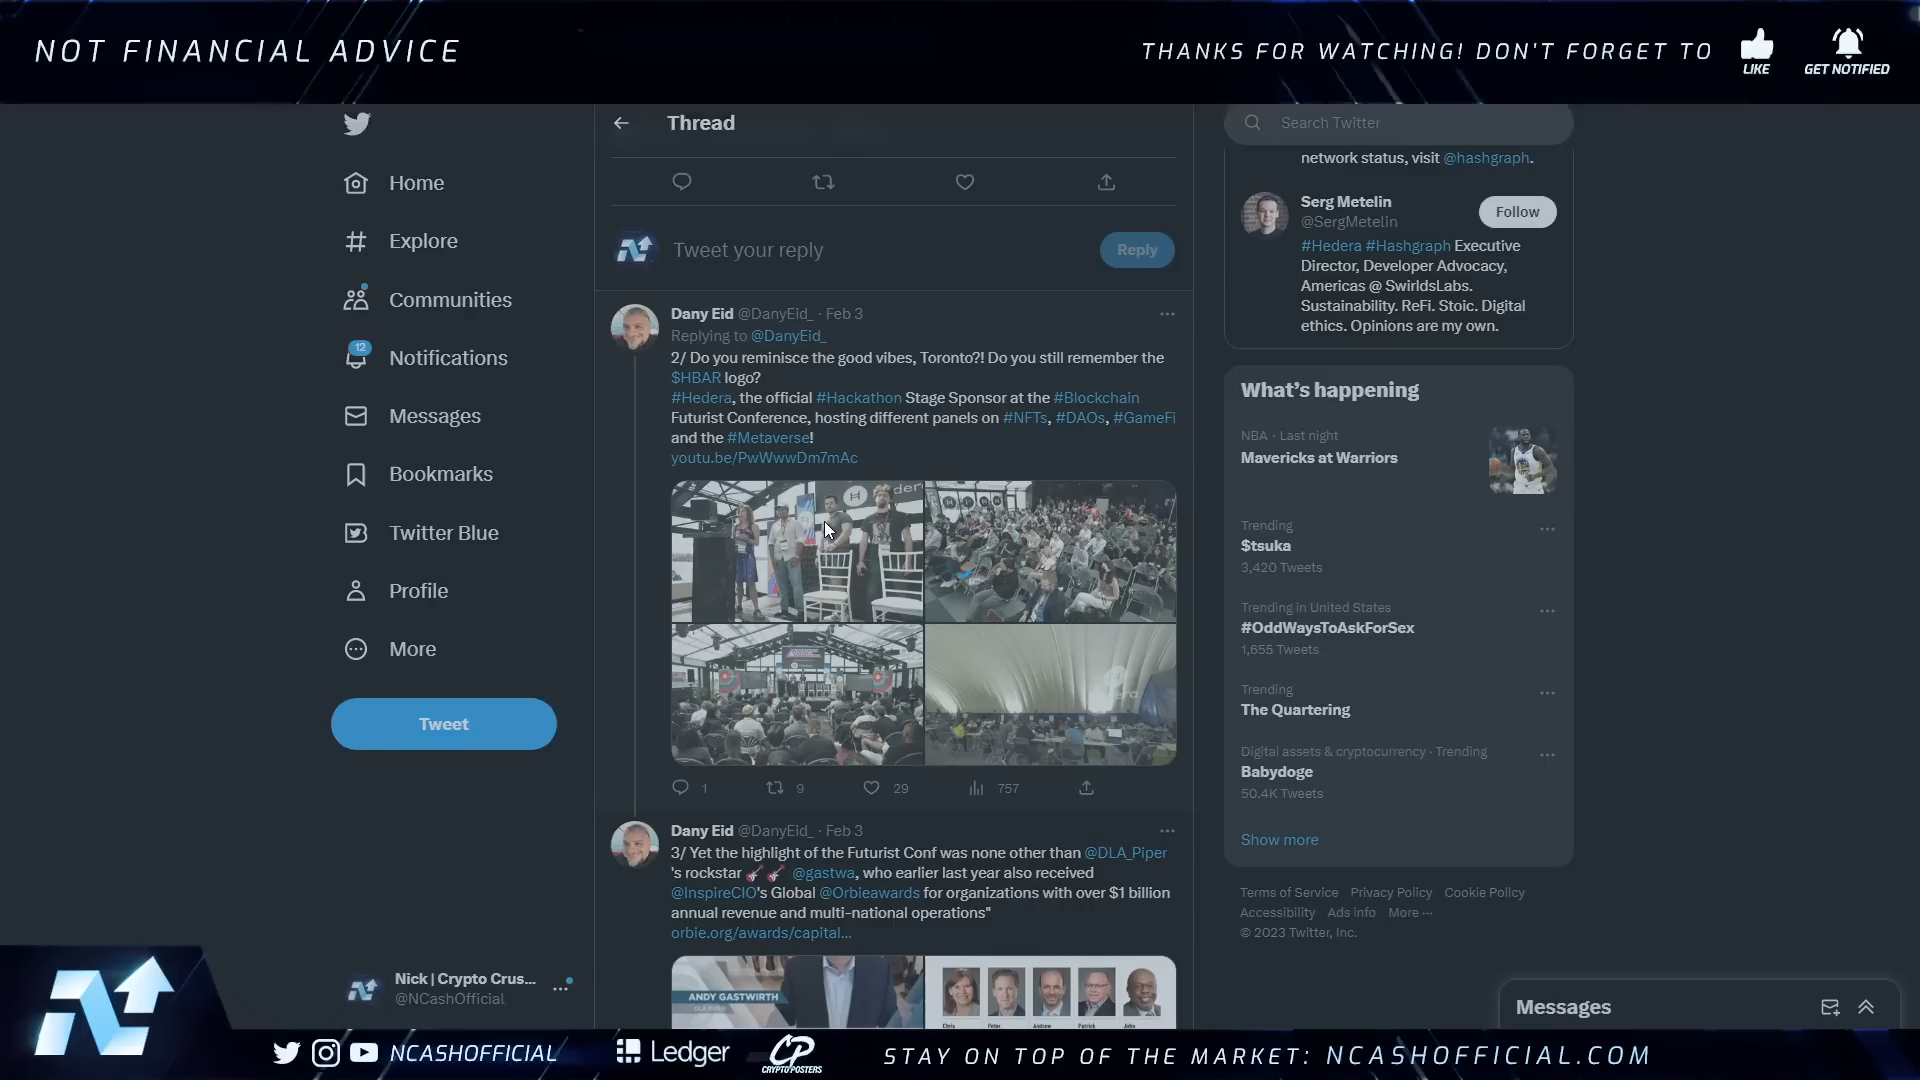 NOT FINANCIAL ADVICE
THANKS FOR WATCHING! DON'T FORGET TO
LIKE
GET NOTIFIED
Home
Explore
Communities
12
Notifications
Messages
Bookmarks
Twitter Blue
Profile
More
Tweet
Nick | Crypto Crus...
@NCashOfficial
Thread
Tweet your reply
Reply
Dany Eid @DanyEid_ · Feb 3
Replying to @DanyEid_
2/ Do you reminisce the good vibes, Toronto?! Do you still remember the
$HBAR logo?
#Hedera, the official #Hackathon Stage Sponsor at the #Blockchain
Futurist Conference, hosting different panels on #NFTs, #DAOs, #GameFi
and the #Metaverse!
youtu.be/PwWwwDm7mAc
1
9
29
757
Dany Eid @DanyEid_ · Feb 3
3/ Yet the highlight of the Futurist Conf was none other than @DLA_Piper
's rockstar 🎸🎸 @gastwa, who earlier last year also received
@InspireCIO's Global @Orbieawards for organizations with over $1 billion
annual revenue and multi-national operations"
orbie.org/awards/capital...
ANDY GASTWIRTH
DLA PIPER
Chris
Peter
Andrew
Patrick
John
Search Twitter
network status, visit @hashgraph.
Serg Metelin
@SergMetelin
Follow
#Hedera #Hashgraph Executive
Director, Developer Advocacy,
Americas @ SwirldsLabs.
Sustainability. ReFi. Stoic. Digital
ethics. Opinions are my own.
What's happening
NBA · Last night
Mavericks at Warriors
Trending
$tsuka
3,420 Tweets
Trending in United States
#OddWaysToAskForSex
1,655 Tweets
Trending
The Quartering
Digital assets & cryptocurrency · Trending
Babydoge
50.4K Tweets
Show more
Terms of Service Privacy Policy Cookie Policy
Accessibility Ads info More ...
© 2023 Twitter, Inc.
Messages
NCASHOFFICIAL
Ledger
CP
CRYPTO POSTERS
STAY ON TOP OF THE MARKET: NCASHOFFICIAL.COM